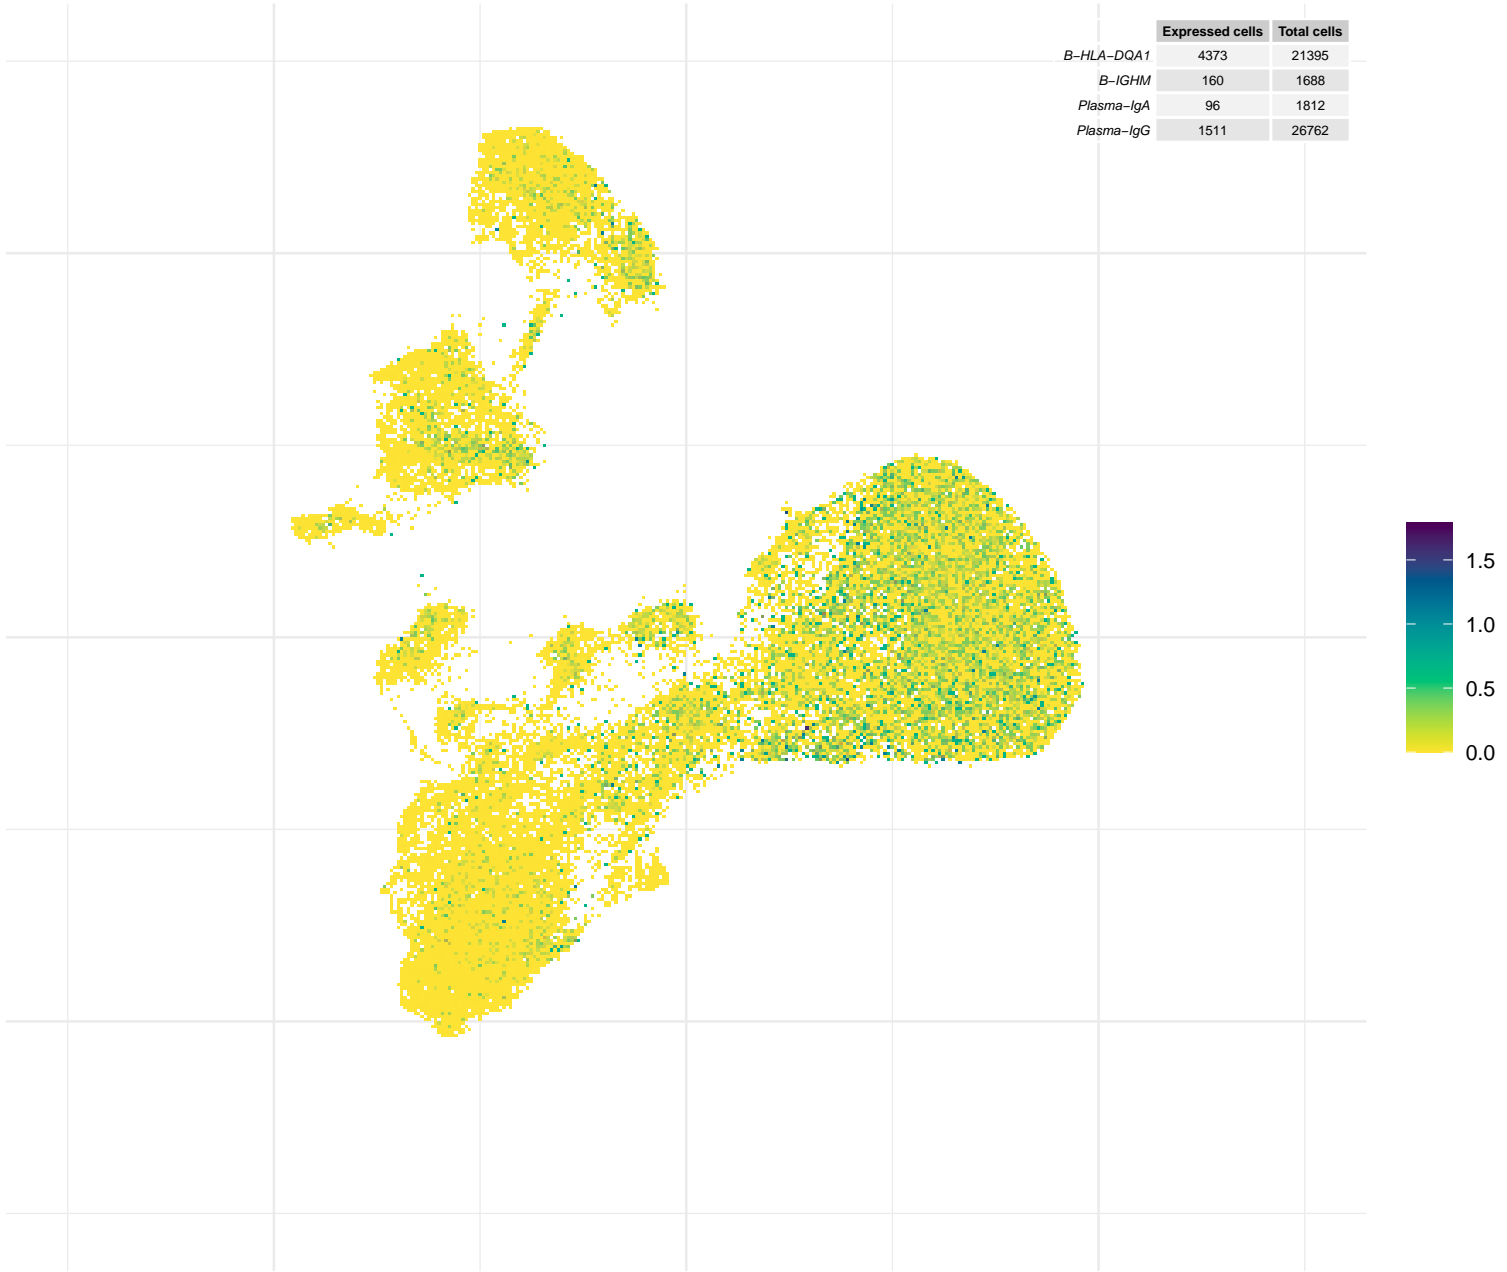 Expressed cells Total cells
B−HLA−DQA1 4373 21395
B−IGHM 160 1688
Plasma−IgA 96 1812
Plasma−IgG 1511 26762
1.5
1.0
0.5
0.0